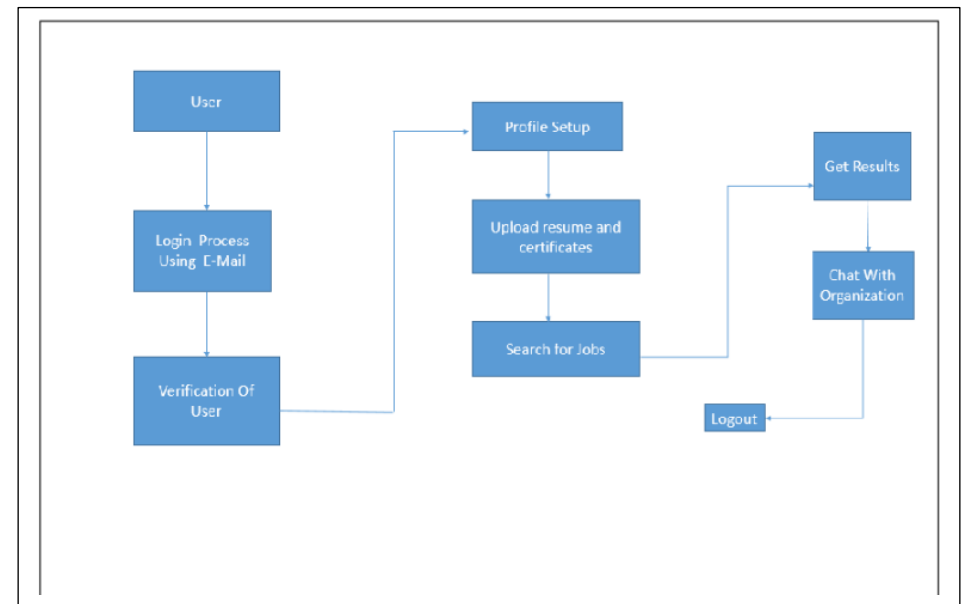 User
Login Process
Using E-Mail
Verification Of
User
Profile Setup
Upload resume and
certificates
Search for Jobs
Get Results
Chat With
Organization
Logout